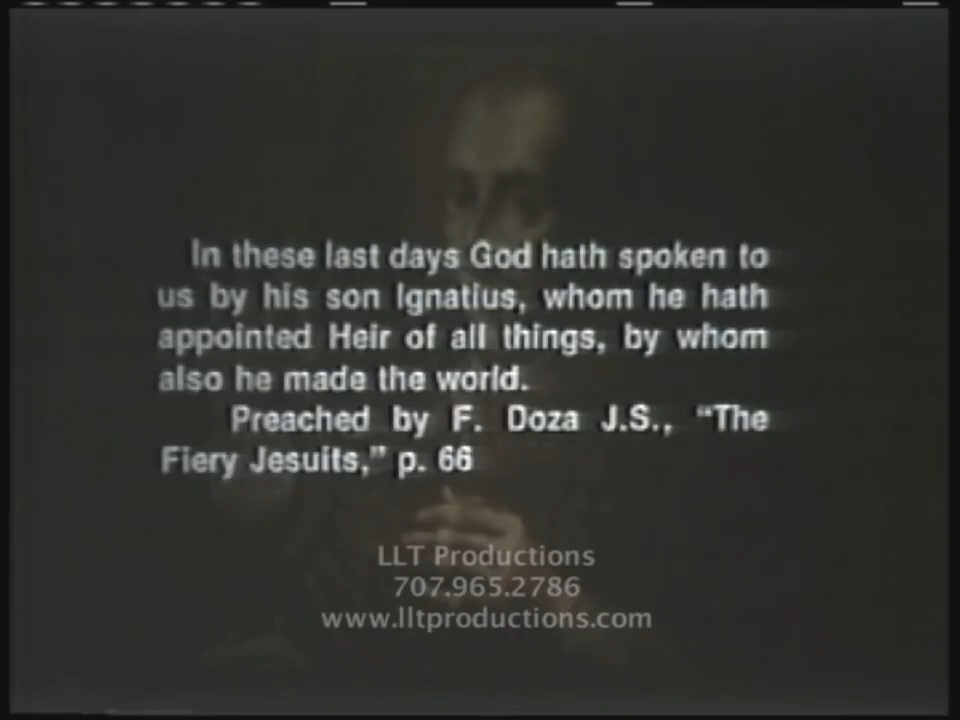 In these last days God hath spoken to
us by his son Ignatius, whom he hath
appointed Heir of all things, by whom
also he made the world.
Preached by F. Doza J.S., “The
Fiery Jesuits,” p. 66
LLT Productions
707.965.2786
www.lltproductions.com